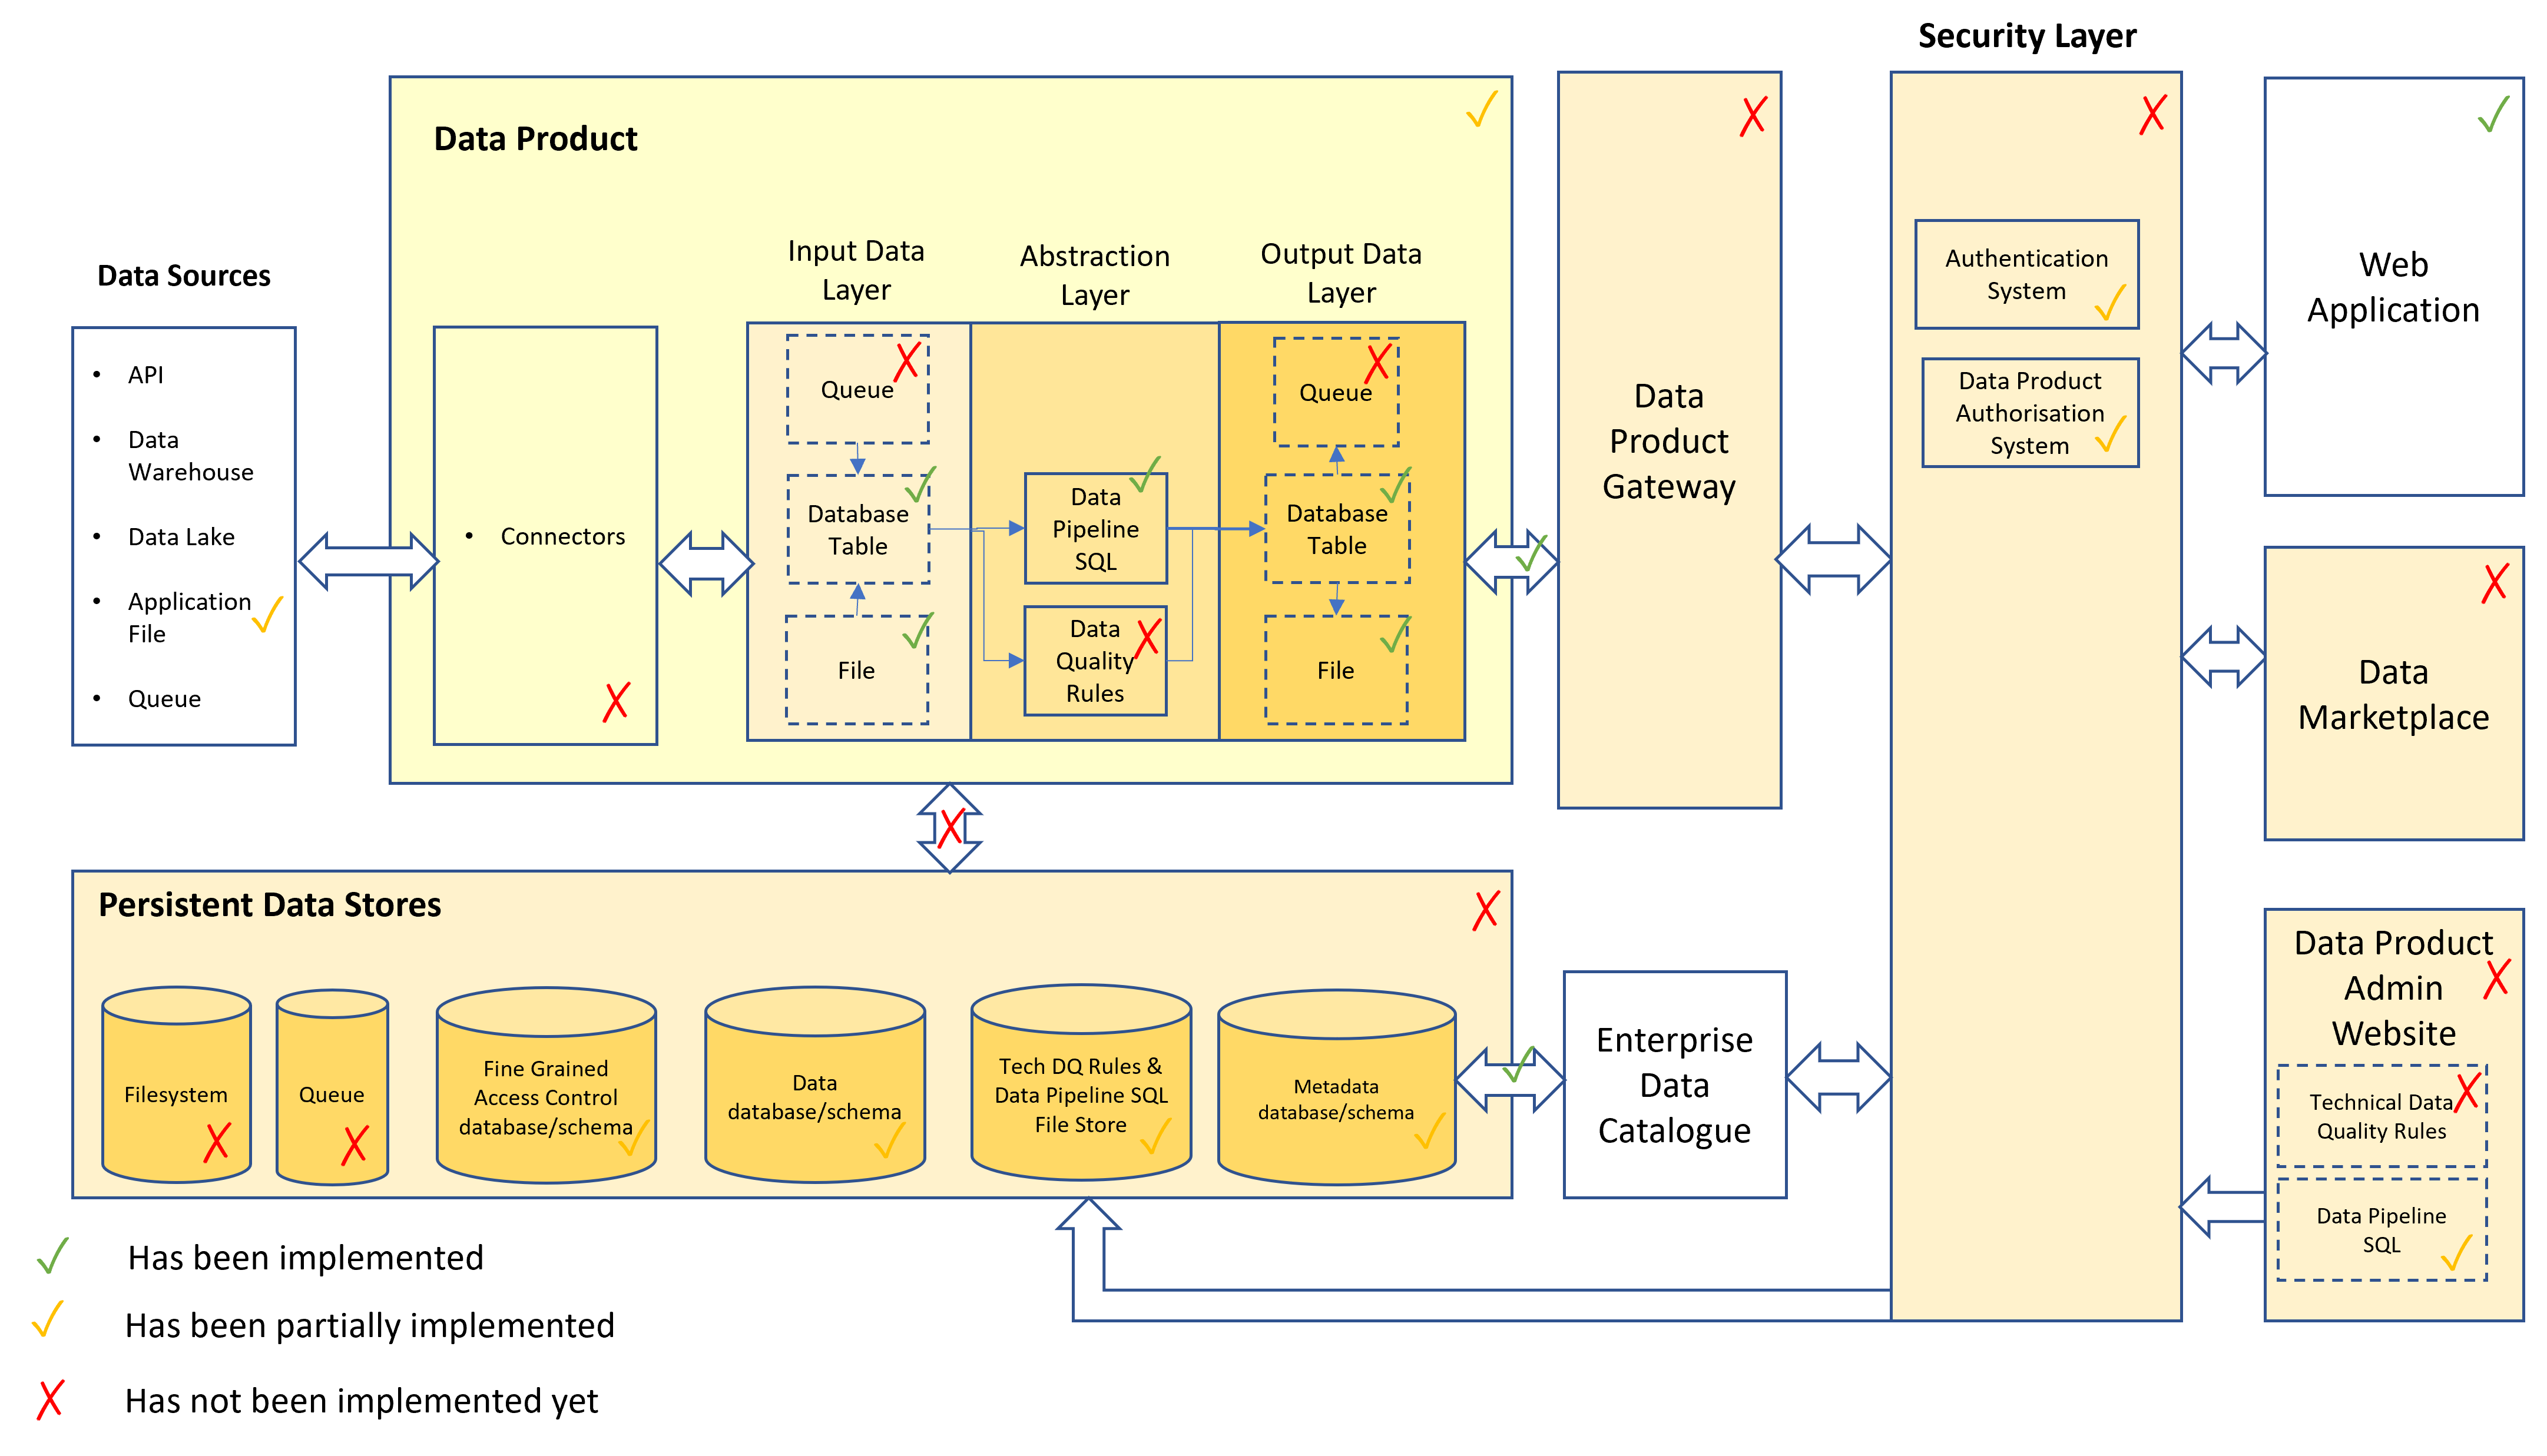 Security Layer
Data Product
Data Sources
• API
• Data
Warehouse
• Data Lake
• Application
File
• Queue
• Connectors
Input Data
Layer
Queue
Database
Table
File
Abstraction
Layer
Data
Pipeline
SQL
Data
Quality
Rules
Output Data
Layer
Queue
Database
Table
File
Data
Product
Gateway
Authentication
System
Data Product
Authorisation
System
Web
Application
Data
Marketplace
Data Product
Admin
Website
Technical Data
Quality Rules
Data Pipeline
SQL
Persistent Data Stores
Filesystem
Queue
Fine Grained
Access Control
database/schema
Data
database/schema
Tech DQ Rules &
Data Pipeline SQL
File Store
Metadata
database/schema
Enterprise
Data
Catalogue
Has been implemented
Has been partially implemented
Has not been implemented yet